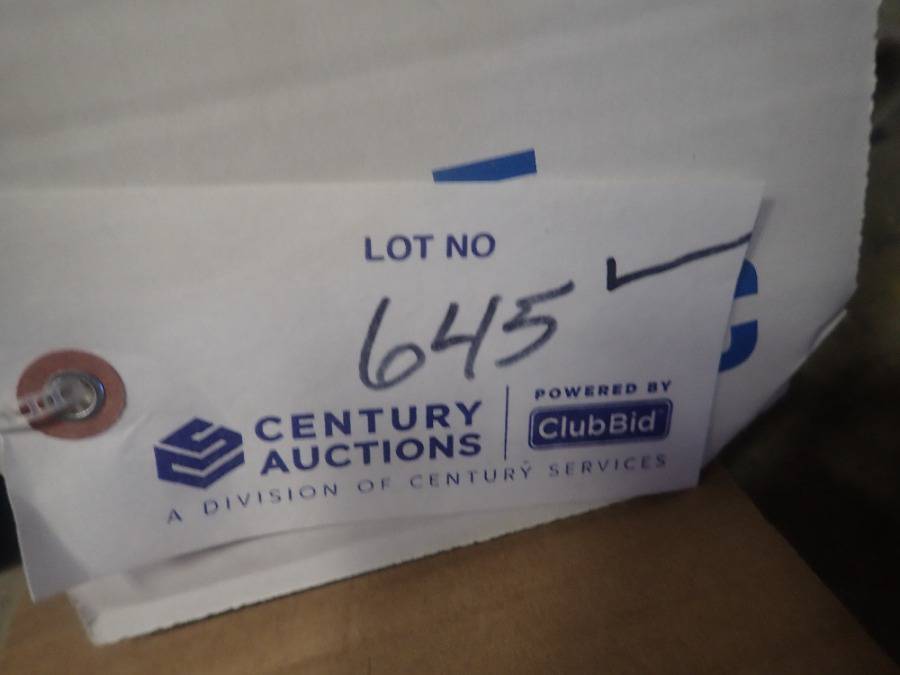 LOT NO
645
CENTURY
AUCTIONS
POWERED BY
ClubBid
A DIVISION OF CENTURY SERVICES